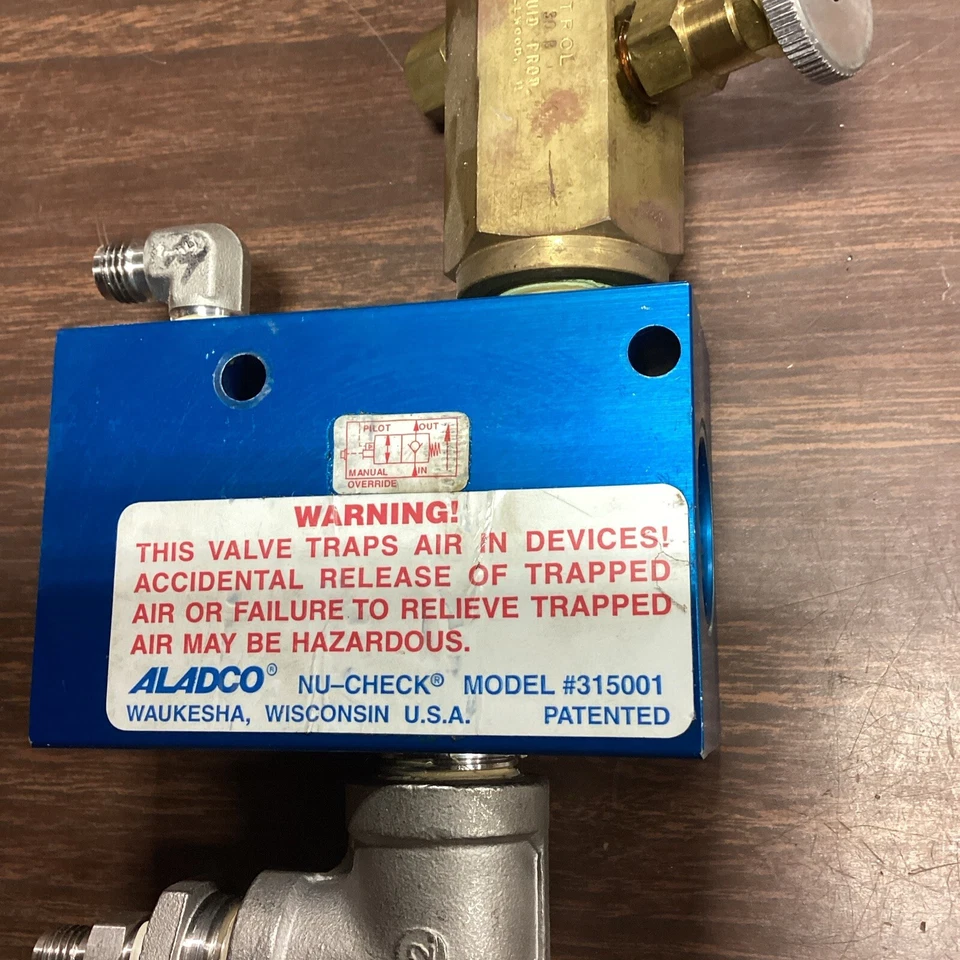 PILOT OUT
MANUAL IN
OVERRIDE
WARNING!
THIS VALVE TRAPS AIR IN DEVICES!
ACCIDENTAL RELEASE OF TRAPPED
AIR OR FAILURE TO RELIEVE TRAPPED
AIR MAY BE HAZARDOUS.
ALADCO® NU-CHECK® MODEL #315001
WAUKESHA, WISCONSIN U.S.A. PATENTED